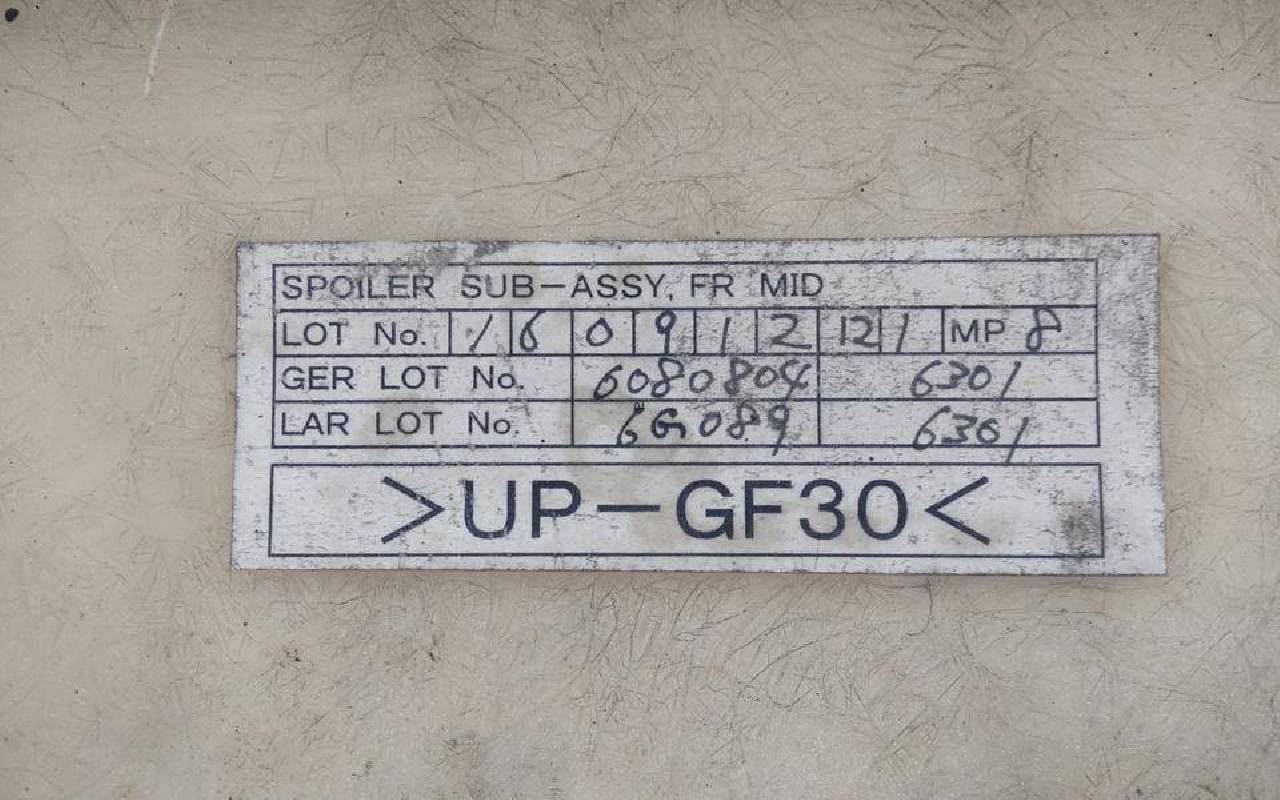 SPOILER SUB-ASSY, FR MID
LOT No. 1 6 0 9 1 2 12 1 MP 8
GER LOT No. 6080804 6301
LAR LOT No. 6G089 6301
>UP-GF30<